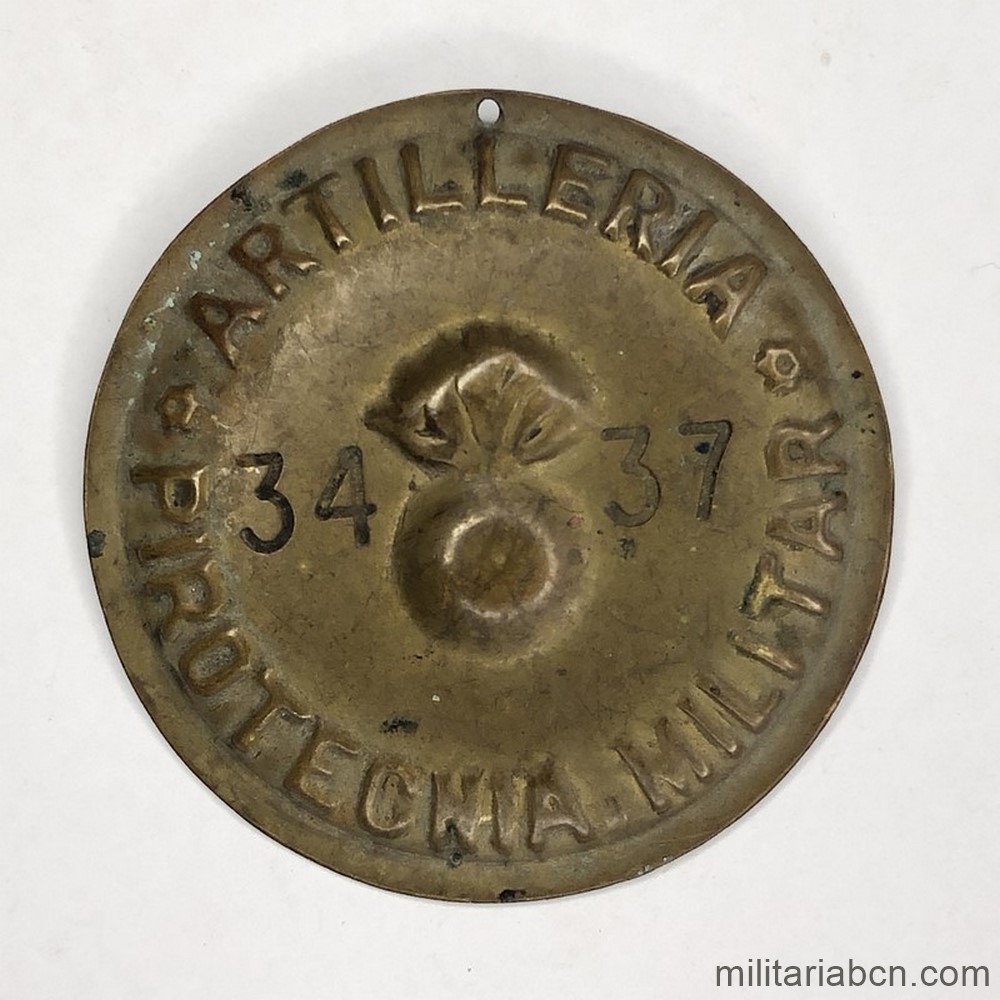 ARTILLERIA
34 37
PIROTECNIA. MILITAR
militariabcn.com